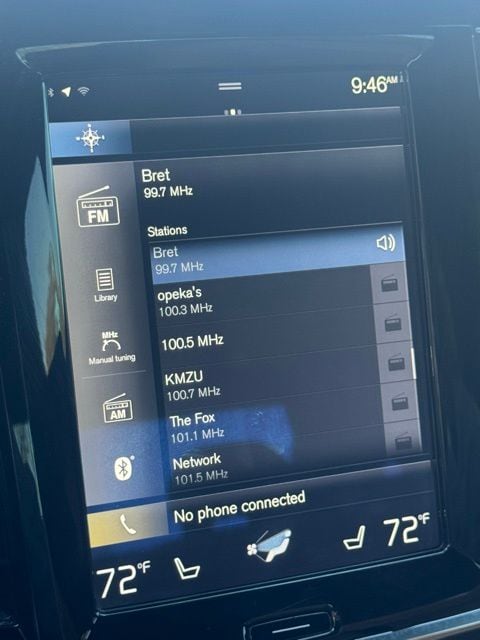 9:46AM
Bret
99.7 MHz
FM
Stations
Bret
99.7 MHz
opeka's
100.3 MHz
Library
100.5 MHz
MHz
Manual tuning
KMZU
100.7 MHz
AM
The Fox
101.1 MHz
Network
101.5 MHz
No phone connected
72°F
72°F